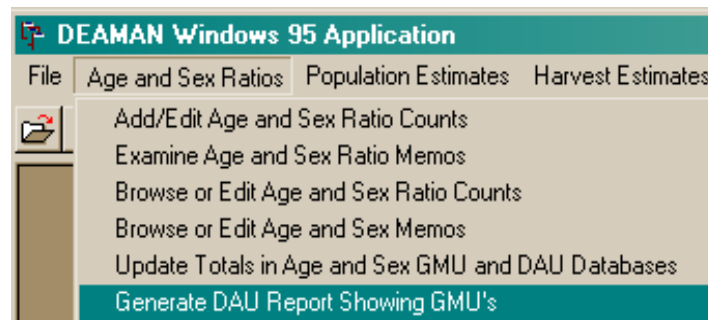 DEAMAN Windows 95 Application
File Age and Sex Ratios Population Estimates Harvest Estimates
Add/Edit Age and Sex Ratio Counts
Examine Age and Sex Ratio Memos
Browse or Edit Age and Sex Ratio Counts
Browse or Edit Age and Sex Memos
Update Totals in Age and Sex GMU and DAU Databases
Generate DAU Report Showing GMU's